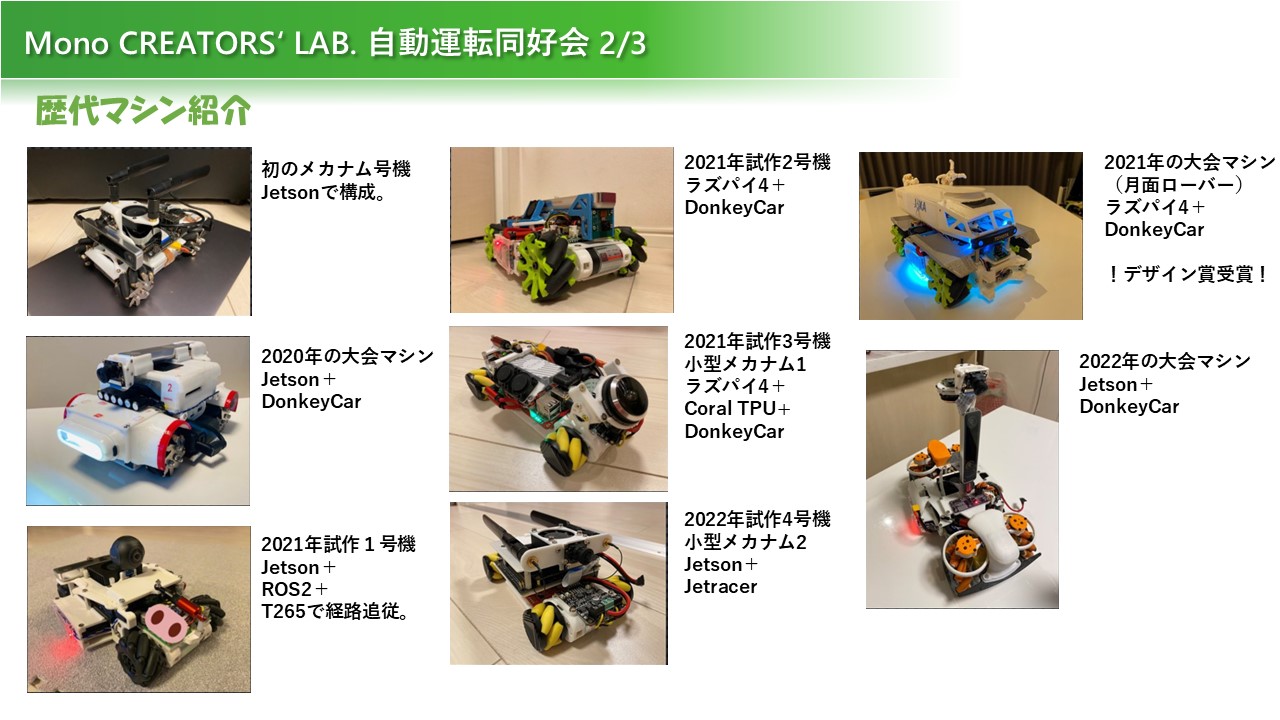 Mono CREATORS‘ LAB. 自動運転同好会 2/3
歴代マシン紹介
初のメカナム号機
Jetsonで構成。
2020年の大会マシン
Jetson＋
DonkeyCar
2021年試作１号機
Jetson＋
ROS2＋
T265で経路追従。
2021年試作2号機
ラズパイ4＋
DonkeyCar
2021年試作3号機
小型メカナム1
ラズパイ4＋
Coral TPU＋
DonkeyCar
2022年試作4号機
小型メカナム2
Jetson＋
Jetracer
2021年の大会マシン
（月面ローバー）
ラズパイ4＋
DonkeyCar
！デザイン賞受賞！
2022年の大会マシン
Jetson＋
DonkeyCar